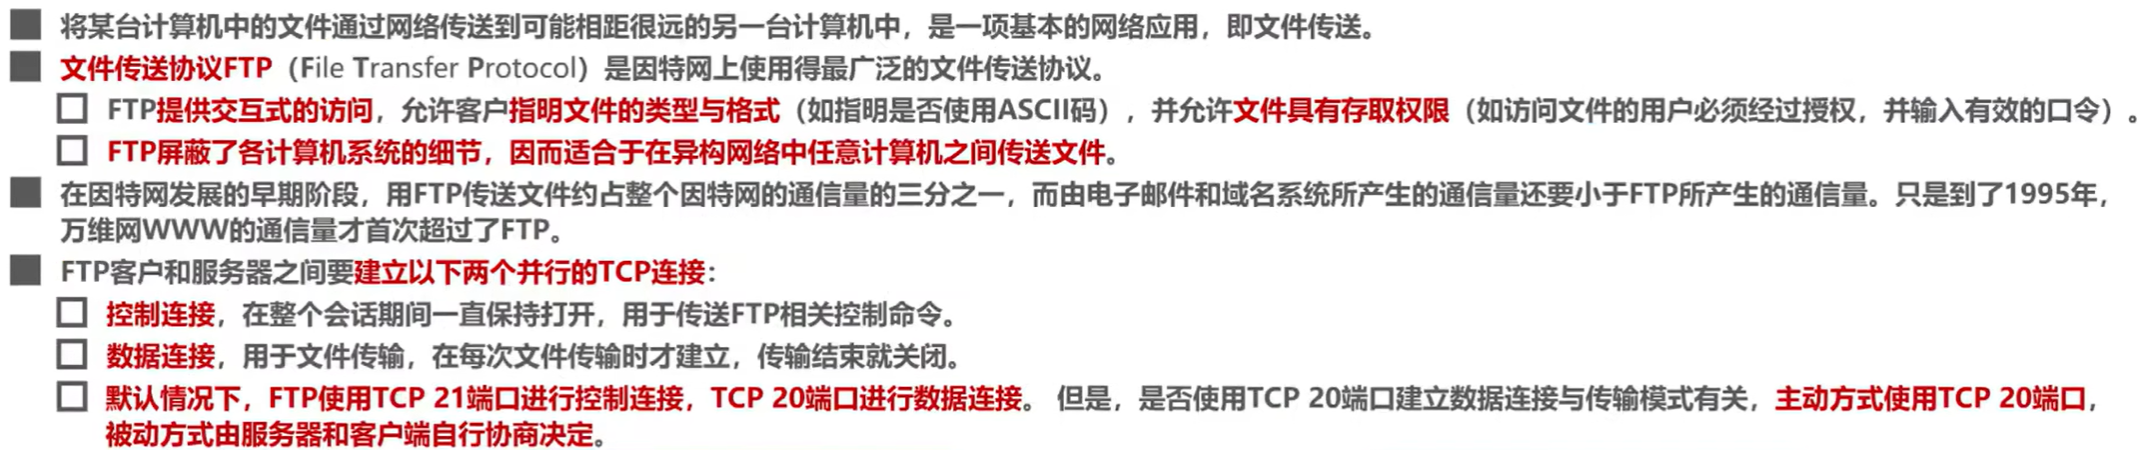 将某台计算机中的文件通过网络传送到可能相距很远的另一台计算机中，是一项基本的网络应用，即文件传送。
文件传送协议FTP（File Transfer Protocol）是因特网上使用得最广泛的文件传送协议。
FTP提供交互式的访问，允许客户指明文件的类型与格式（如指明是否使用ASCII码），并允许文件具有存取权限（如访问文件的用户必须经过授权，并输入有效的口令）。
FTP屏蔽了各计算机系统的细节，因而适合于在异构网络中任意计算机之间传送文件。
在因特网发展的早期阶段，用FTP传送文件约占整个因特网的通信量的三分之一，而由电子邮件和域名系统所产生的通信量还要小于FTP所产生的通信量。只是到了1995年，
万维网WWW的通信量才首次超过了FTP。
FTP客户和服务器之间要建立以下两个并行的TCP连接：
控制连接，在整个会话期间一直保持打开，用于传送FTP相关控制命令。
数据连接，用于文件传输，在每次文件传输时才建立，传输结束就关闭。
默认情况下，FTP使用TCP 21端口进行控制连接，TCP 20端口进行数据连接。 但是，是否使用TCP 20端口建立数据连接与传输模式有关，主动方式使用TCP 20端口，
被动方式由服务器和客户端自行协商决定。